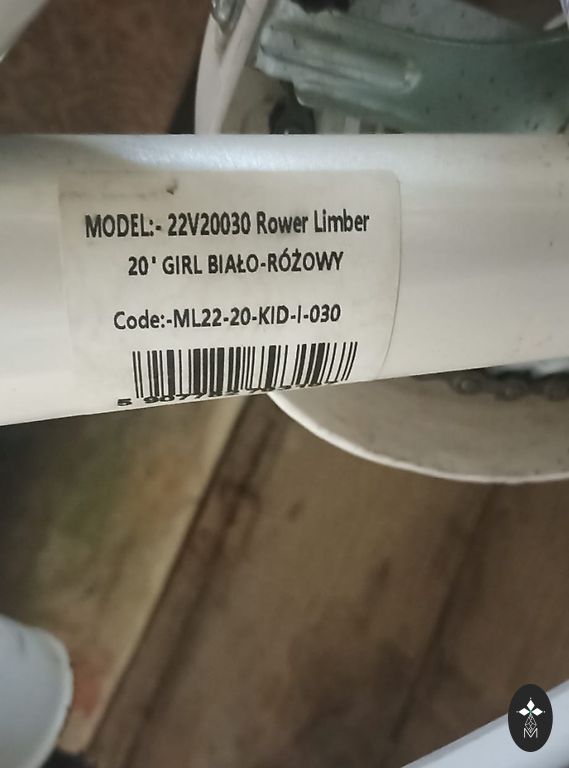 MODEL:- 22V20030 Rower Limber
20' GIRL BIAŁO-RÓŻOWY
Code:-ML22-20-KID-I-030
M